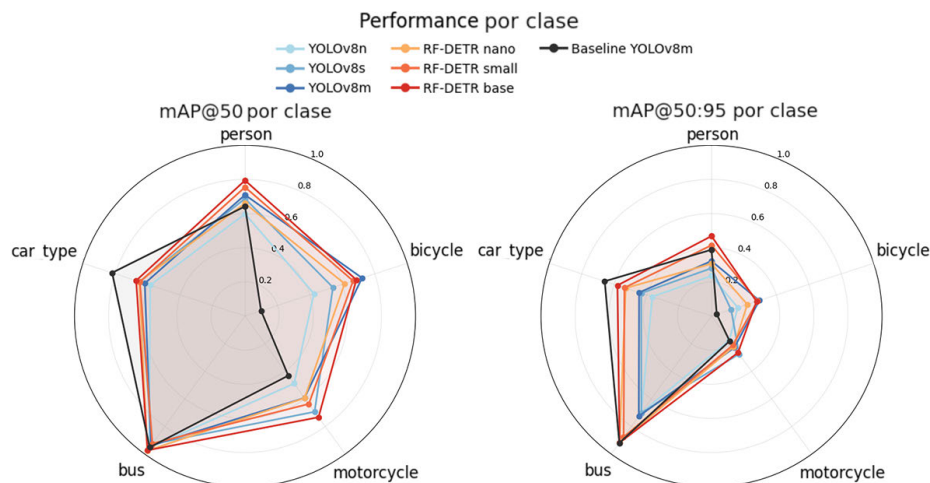 Performance por clase
YOLOv8n RF-DETR nano Baseline YOLOv8m
YOLOv8s RF-DETR small
YOLOv8m RF-DETR base
mAP@50 por clase
person
1.0
0.8
0.6
0.4
0.2
bicycle
car type
bus
motorcycle
mAP@50:95 por clase
person
1.0
0.8
0.6
0.4
0.2
bicycle
car type
bus
motorcycle